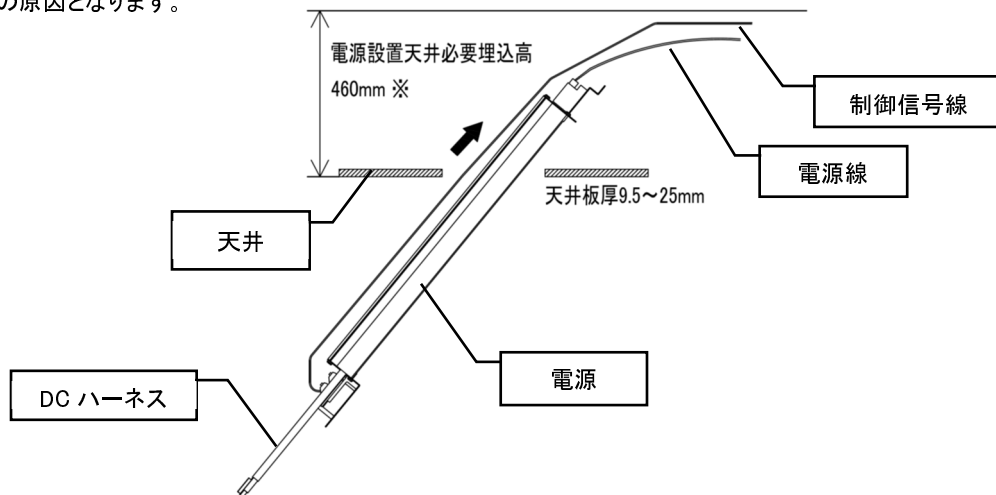 の原因となります。
電源設置天井必要埋込高
460mm ※
制御信号線
電源線
天井板厚9.5～25mm
天井
電源
DC ハーネス